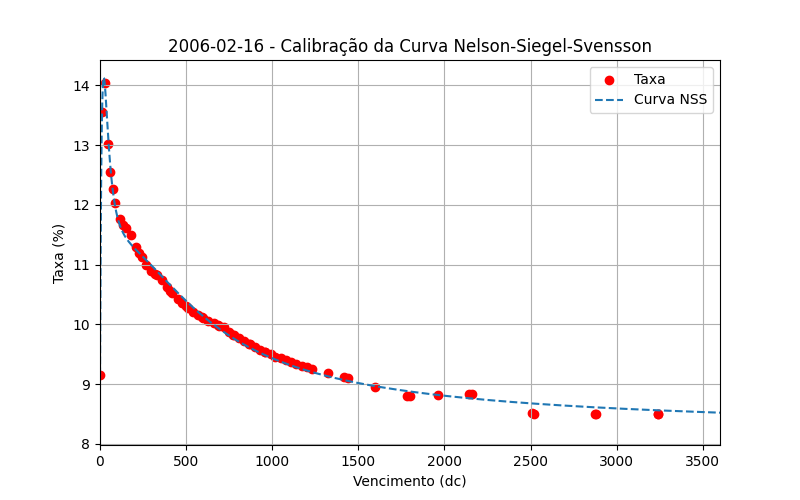 2006-02-16 - Calibração da Curva Nelson-Siegel-Svensson
Taxa
Curva NSS
Taxa (%)
14
13
12
11
10
9
8
0 500 1000 1500 2000 2500 3000 3500
Vencimento (dc)